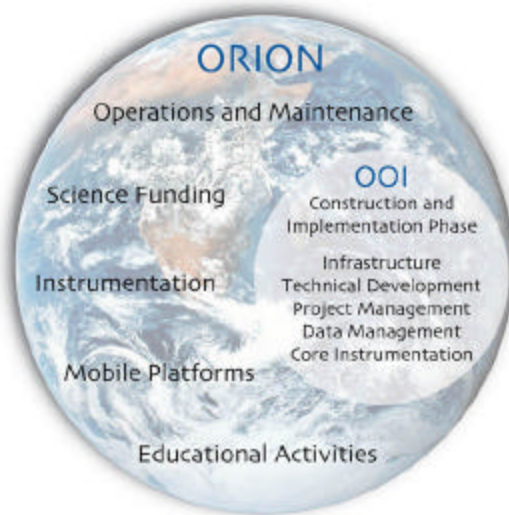 ORION
Operations and Maintenance
Science Funding
Instrumentation
Mobile Platforms
Educational Activities
OOI
Construction and
Implementation Phase
Infrastructure
Technical Development
Project Management
Data Management
Core Instrumentation